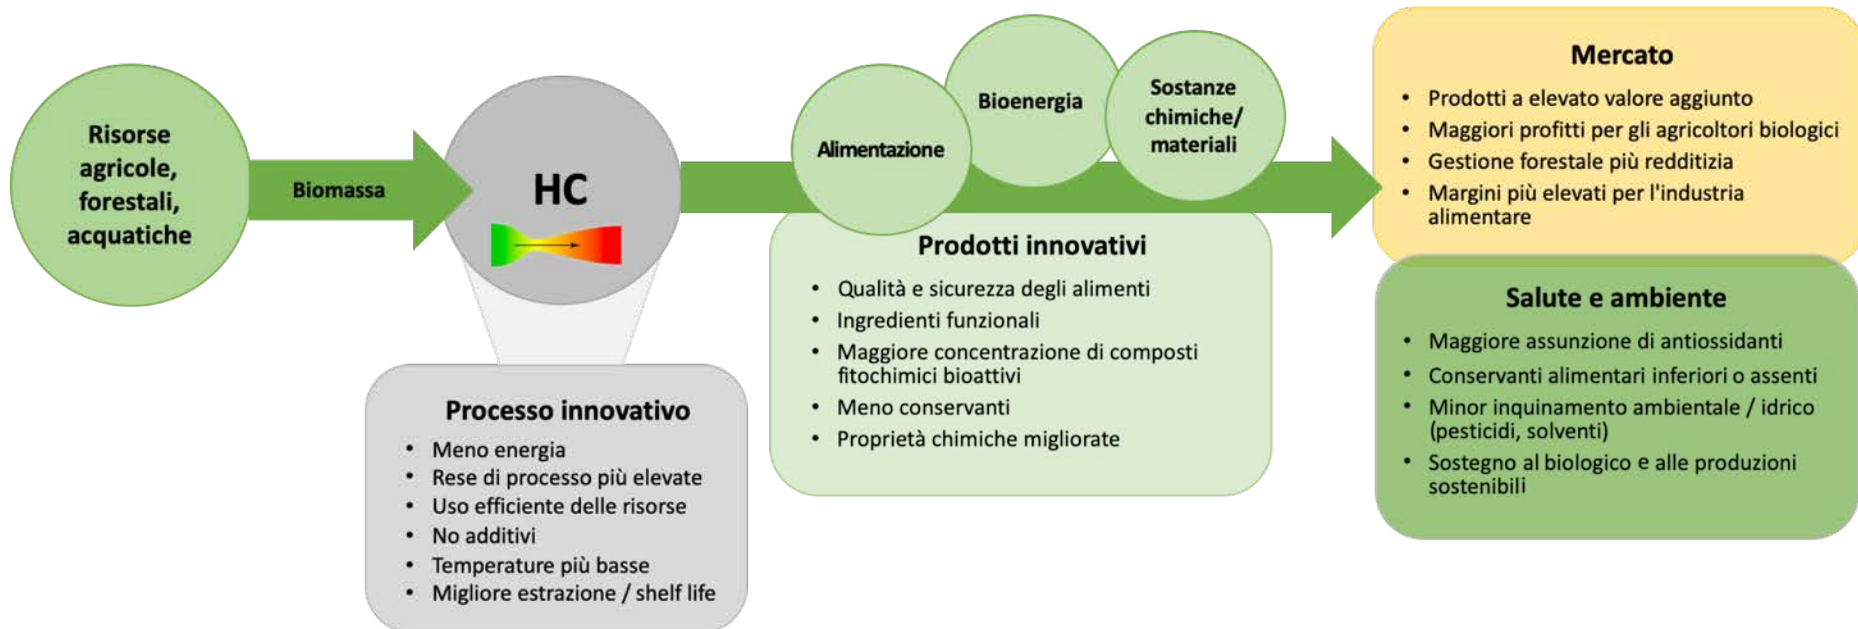 Risorse
agricole,
forestali,
acquatiche
Biomassa
HC
Processo innovativo
• Meno energia
• Rese di processo più elevate
• Uso efficiente delle risorse
• No additivi
• Temperature più basse
• Migliore estrazione / shelf life
Alimentazione
Bioenergia
Sostanze
chimiche/
materiali
Prodotti innovativi
• Qualità e sicurezza degli alimenti
• Ingredienti funzionali
• Maggiore concentrazione di composti
fitochimici bioattivi
• Meno conservanti
• Proprietà chimiche migliorate
Mercato
• Prodotti a elevato valore aggiunto
• Maggiori profitti per gli agricoltori biologici
• Gestione forestale più redditizia
• Margini più elevati per l'industria
alimentare
Salute e ambiente
• Maggiore assunzione di antiossidanti
• Conservanti alimentari inferiori o assenti
• Minor inquinamento ambientale / idrico
(pesticidi, solventi)
• Sostegno al biologico e alle produzioni
sostenibili